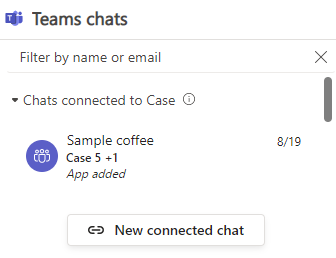 Teams chats
Filter by name or email
Chats connected to Case
Sample coffee
8/19
Case 5 +1
App added
New connected chat